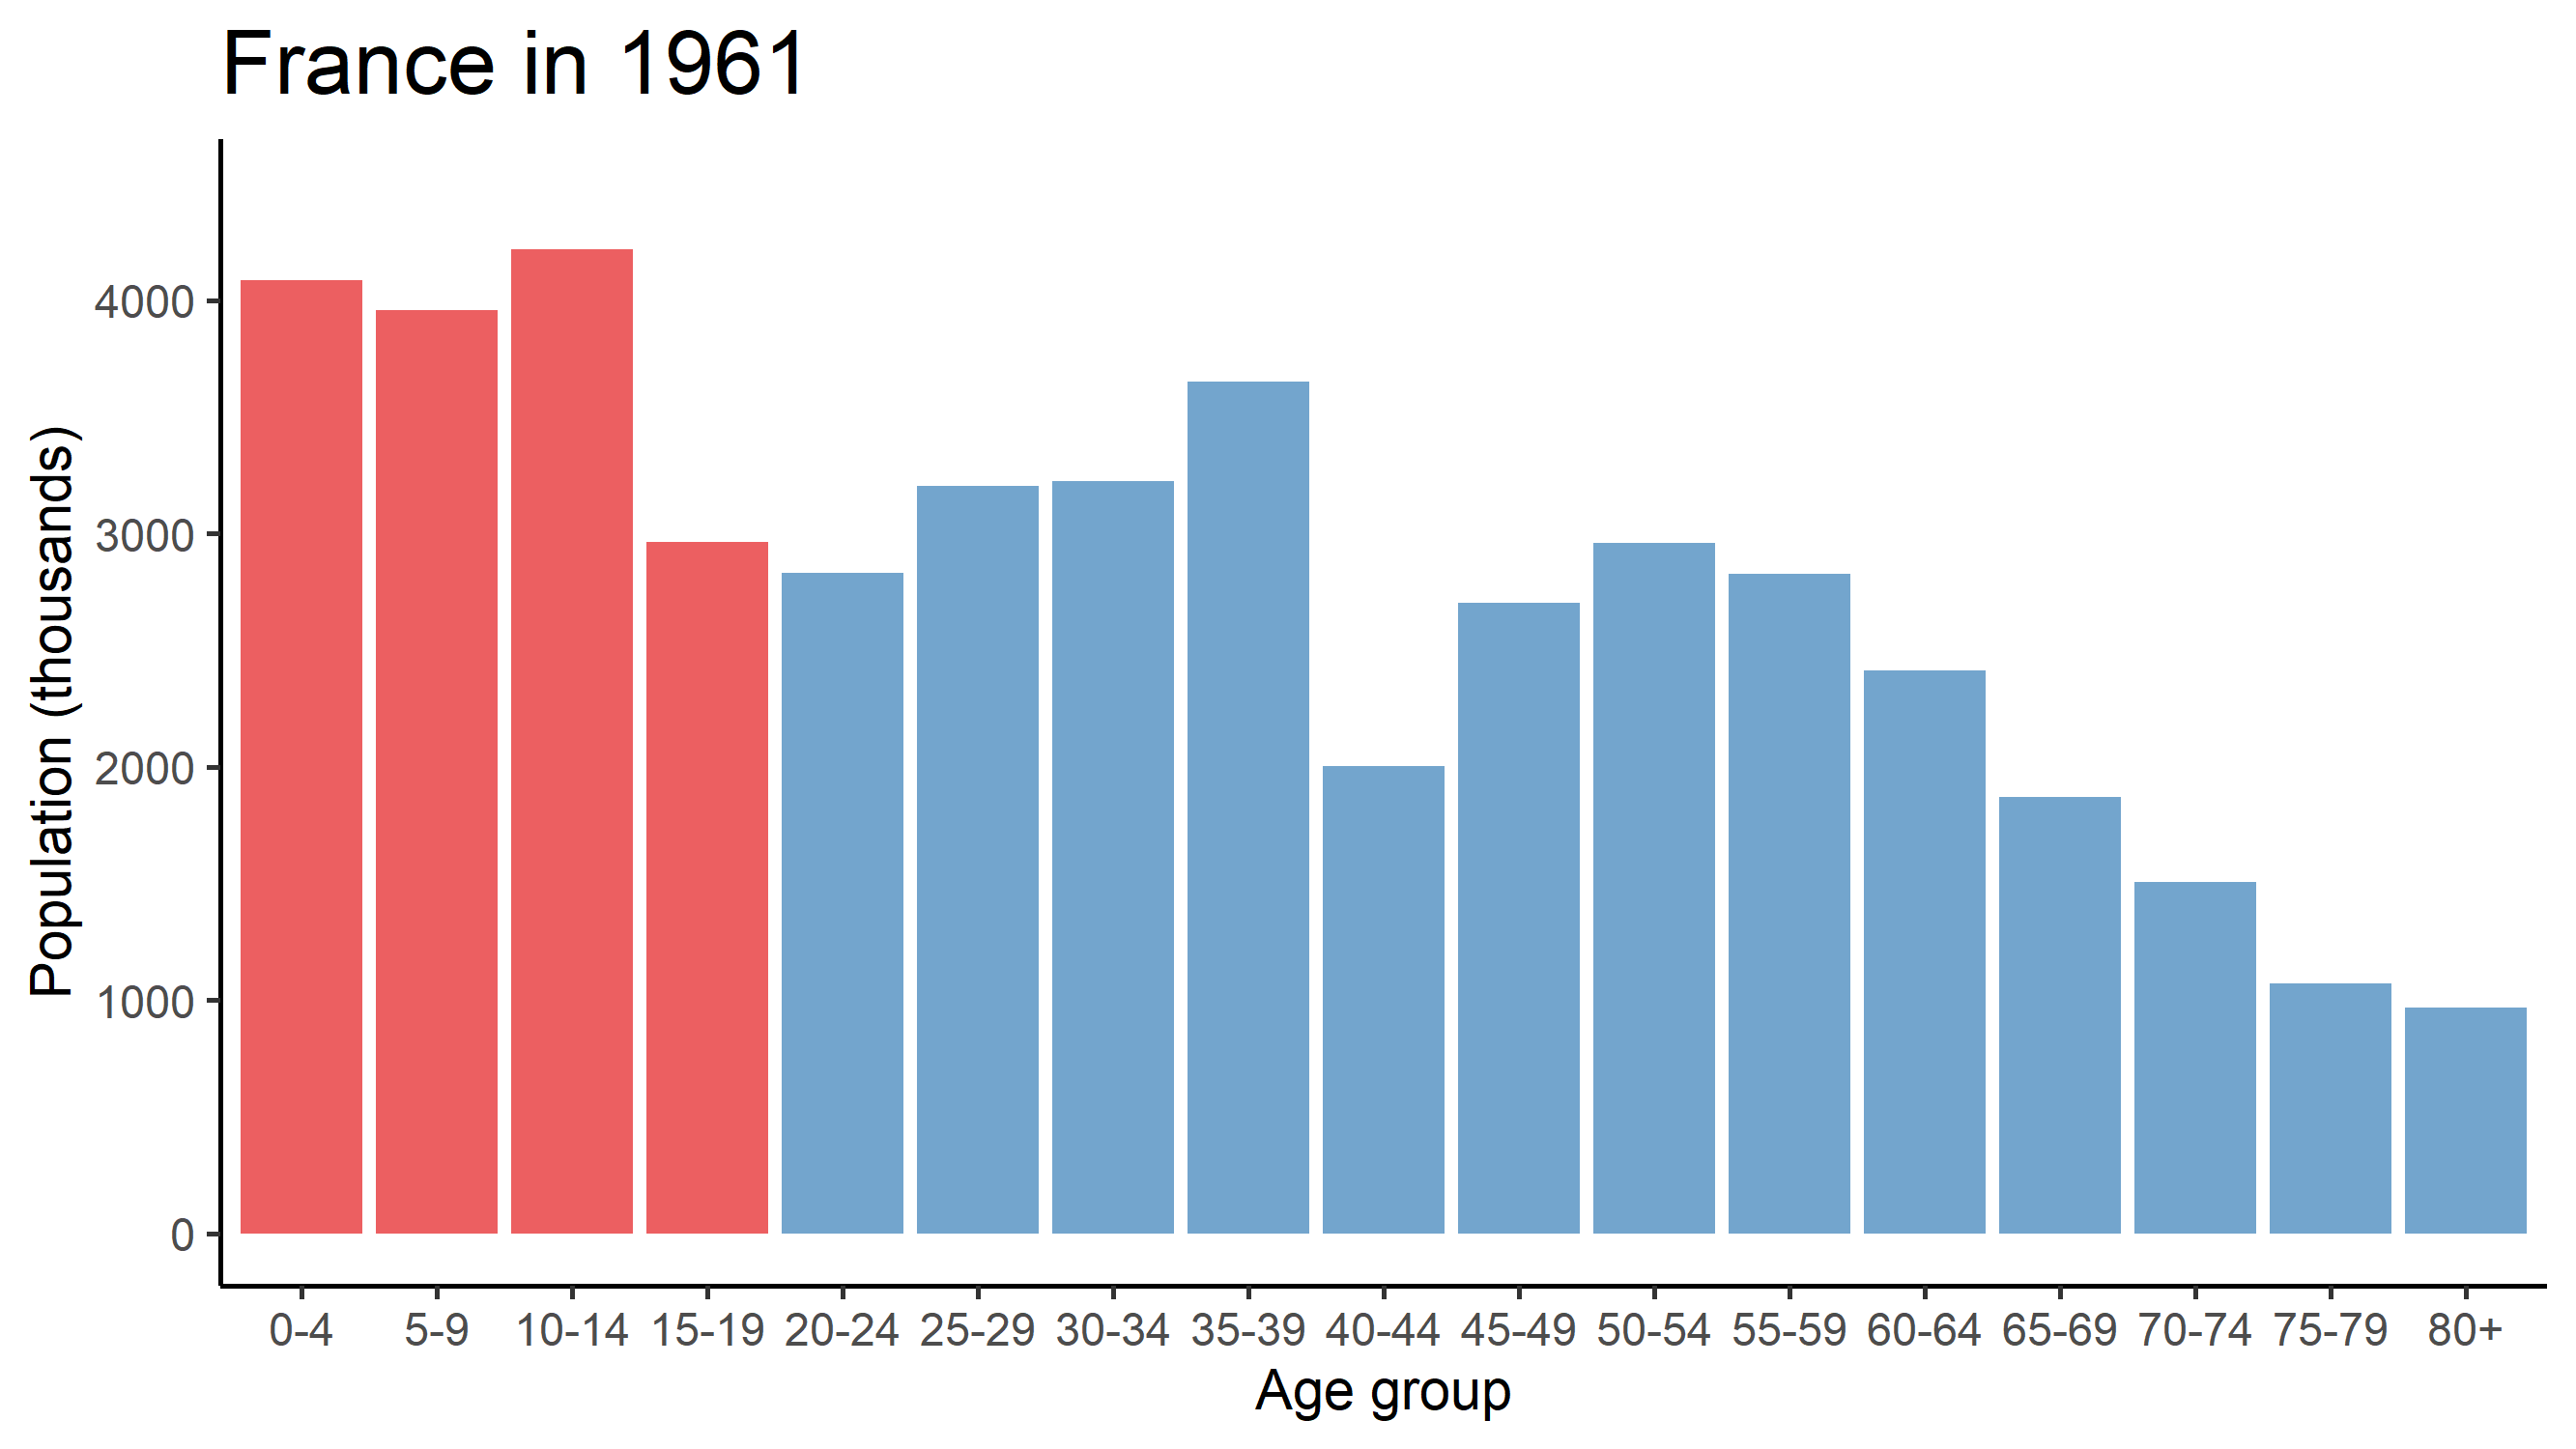 France in 1961
Population (thousands)
4000
3000
2000
1000
0
0-4 5-9 10-14 15-19 20-24 25-29 30-34 35-39 40-44 45-49 50-54 55-59 60-64 65-69 70-74 75-79 80+
Age group